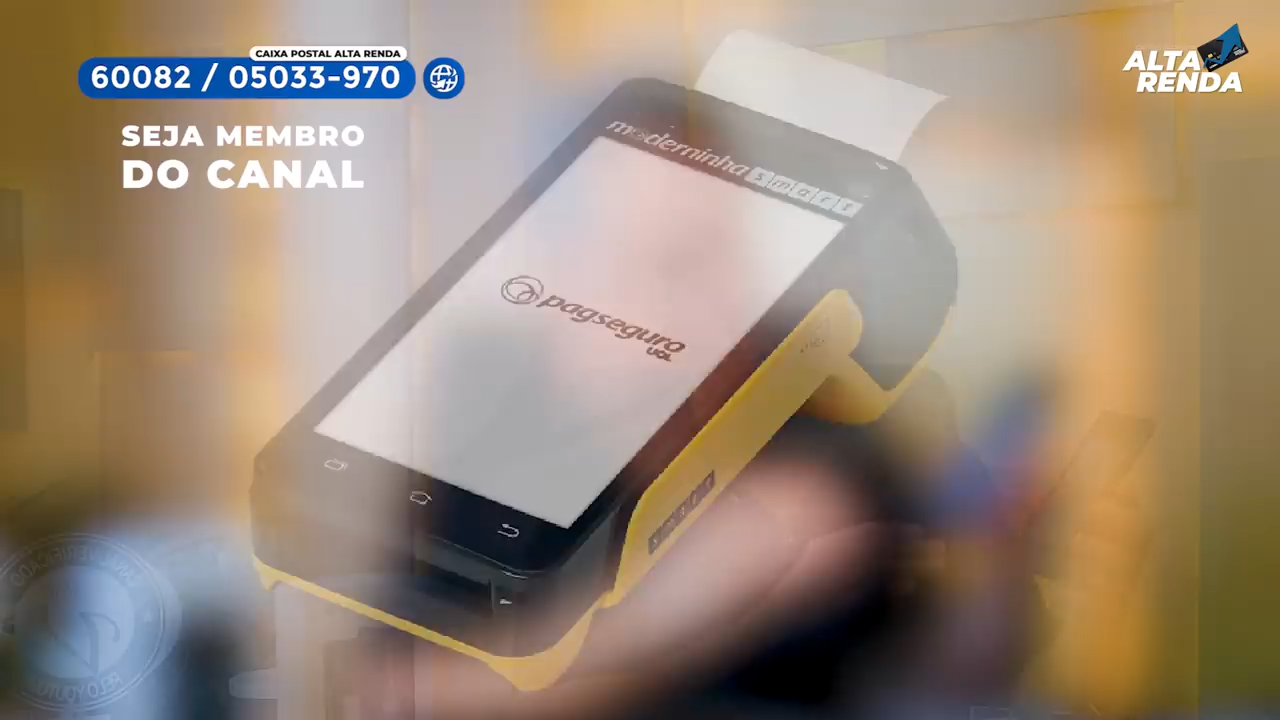 CAIXA POSTAL ALTA RENDA
60082 / 05033-970
ALTA
RENDA
SEJA MEMBRO
DO CANAL
moderninha smart
pagseguro
UOL